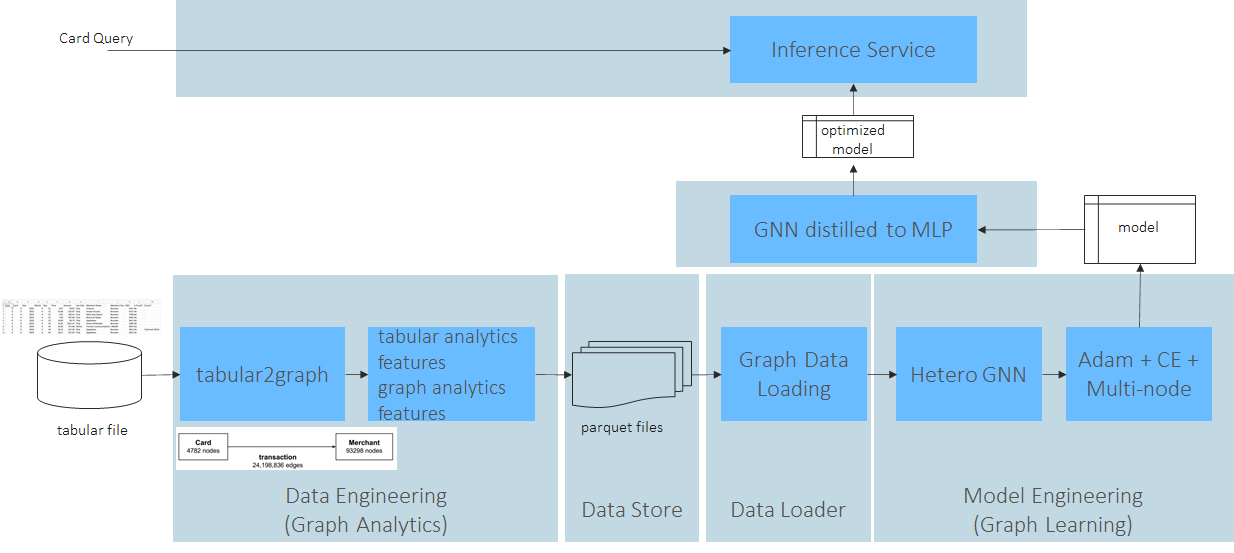 Card Query
Inference Service
optimized
model
GNN distilled to MLP
model
tabular2graph
tabular analytics
features
graph analytics
features
Graph Data
Loading
Hetero GNN
Adam + CE +
Multi-node
tabular file
parquet files
Card
4782 nodes
Merchant
93298 nodes
transaction
24,198,836 edges
Data Engineering
(Graph Analytics)
Data Store
Data Loader
Model Engineering
(Graph Learning)